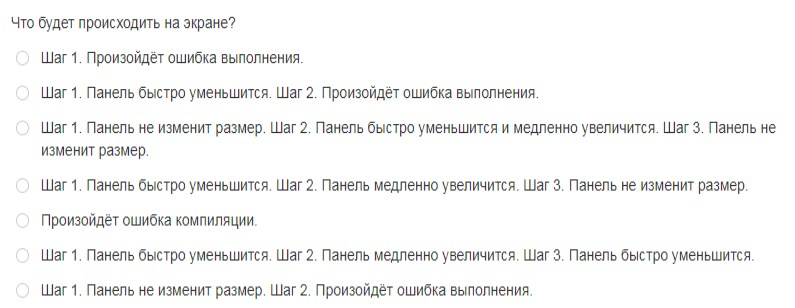 Что будет происходить на экране?
Шаг 1. Произойдёт ошибка выполнения.
Шаг 1. Панель быстро уменьшится. Шаг 2. Произойдёт ошибка выполнения.
Шаг 1. Панель не изменит размер. Шаг 2. Панель быстро уменьшится и медленно увеличится. Шаг 3. Панель не
изменит размер.
Шаг 1. Панель быстро уменьшится. Шаг 2. Панель медленно увеличится. Шаг 3. Панель не изменит размер.
Произойдёт ошибка компиляции.
Шаг 1. Панель быстро уменьшится. Шаг 2. Панель медленно увеличится. Шаг 3. Панель быстро уменьшится.
Шаг 1. Панель не изменит размер. Шаг 2. Произойдёт ошибка выполнения.